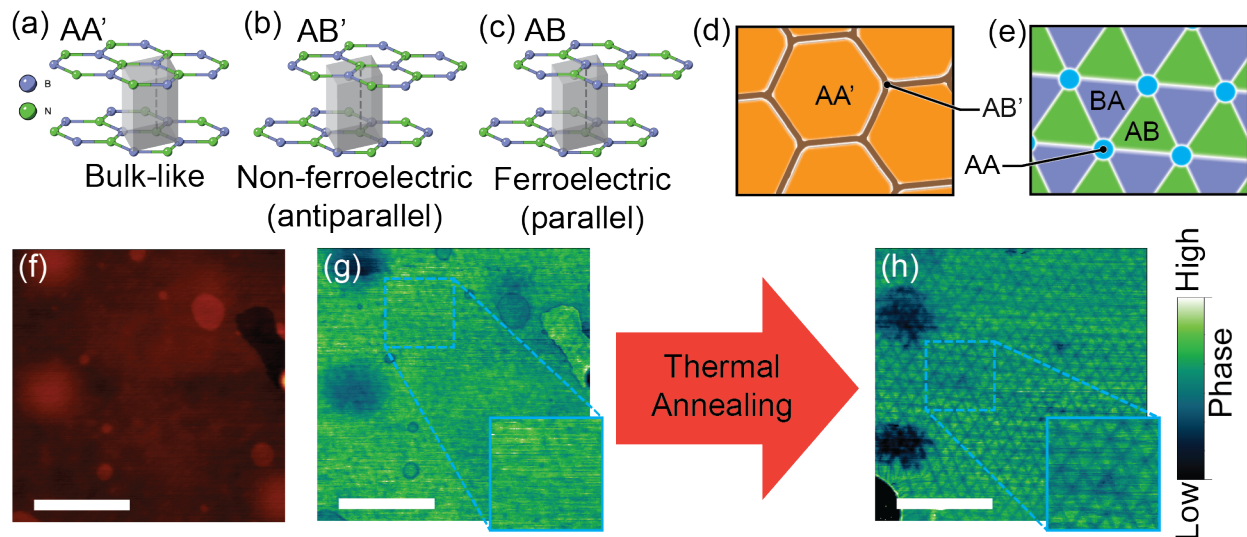 (a)
AA’
B
N
Bulk-like
(b)
AB’
Non-ferroelectric
(antiparallel)
(c)
AB
Ferroelectric
(parallel)
(d)
AA’
AB’
(e)
BA
AB
AA
(f)
(g)
Thermal
Annealing
(h)
High
Phase
Low